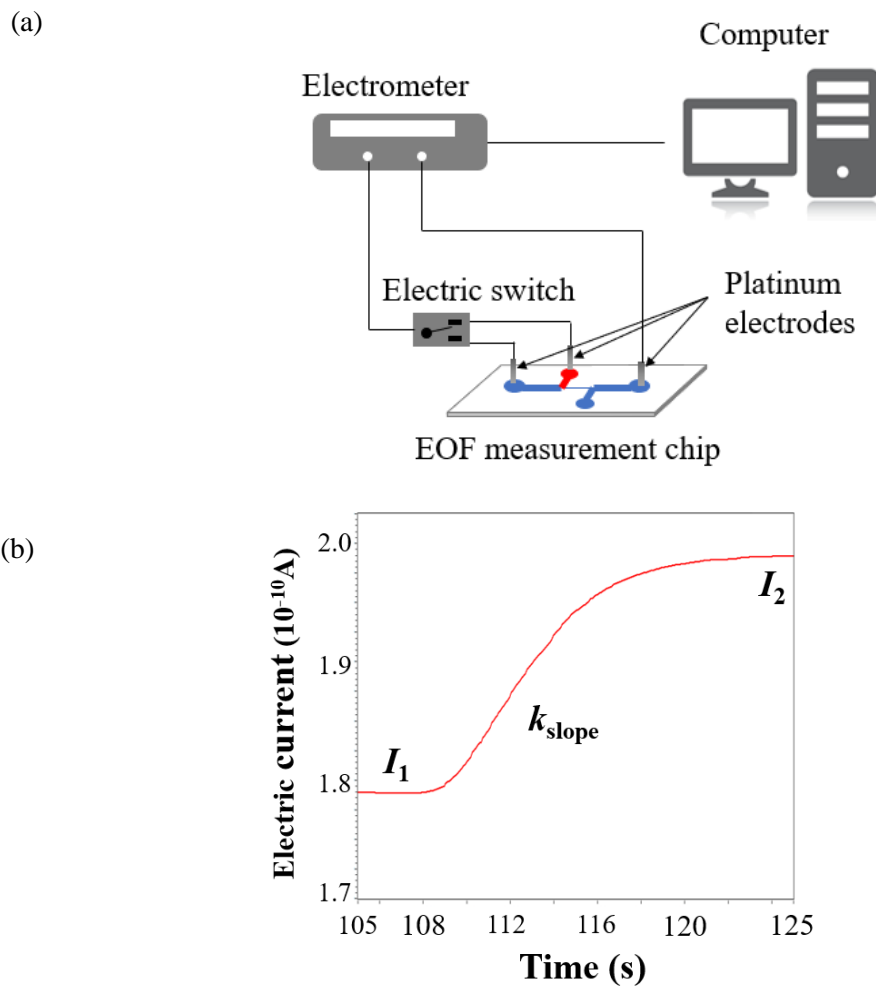 (a)
Computer
Electrometer
Electric switch
Platinum
electrodes
EOF measurement chip
(b)
Electric current (10⁻¹⁰A)
2.0
1.9
1.8
1.7
I₁
I₂
kslope
105 108 112 116 120 125
Time (s)